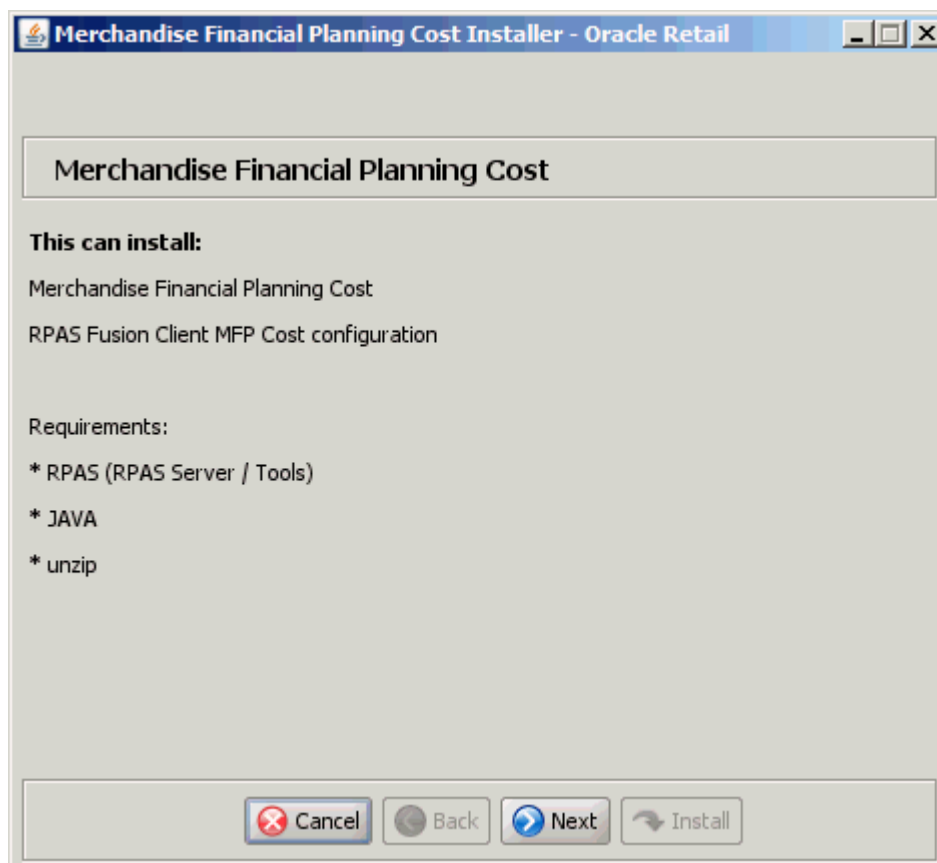 Merchandise Financial Planning Cost Installer - Oracle Retail
Merchandise Financial Planning Cost
This can install:
Merchandise Financial Planning Cost
RPAS Fusion Client MFP Cost configuration
Requirements:
* RPAS (RPAS Server / Tools)
* JAVA
* unzip
Cancel Back Next Install